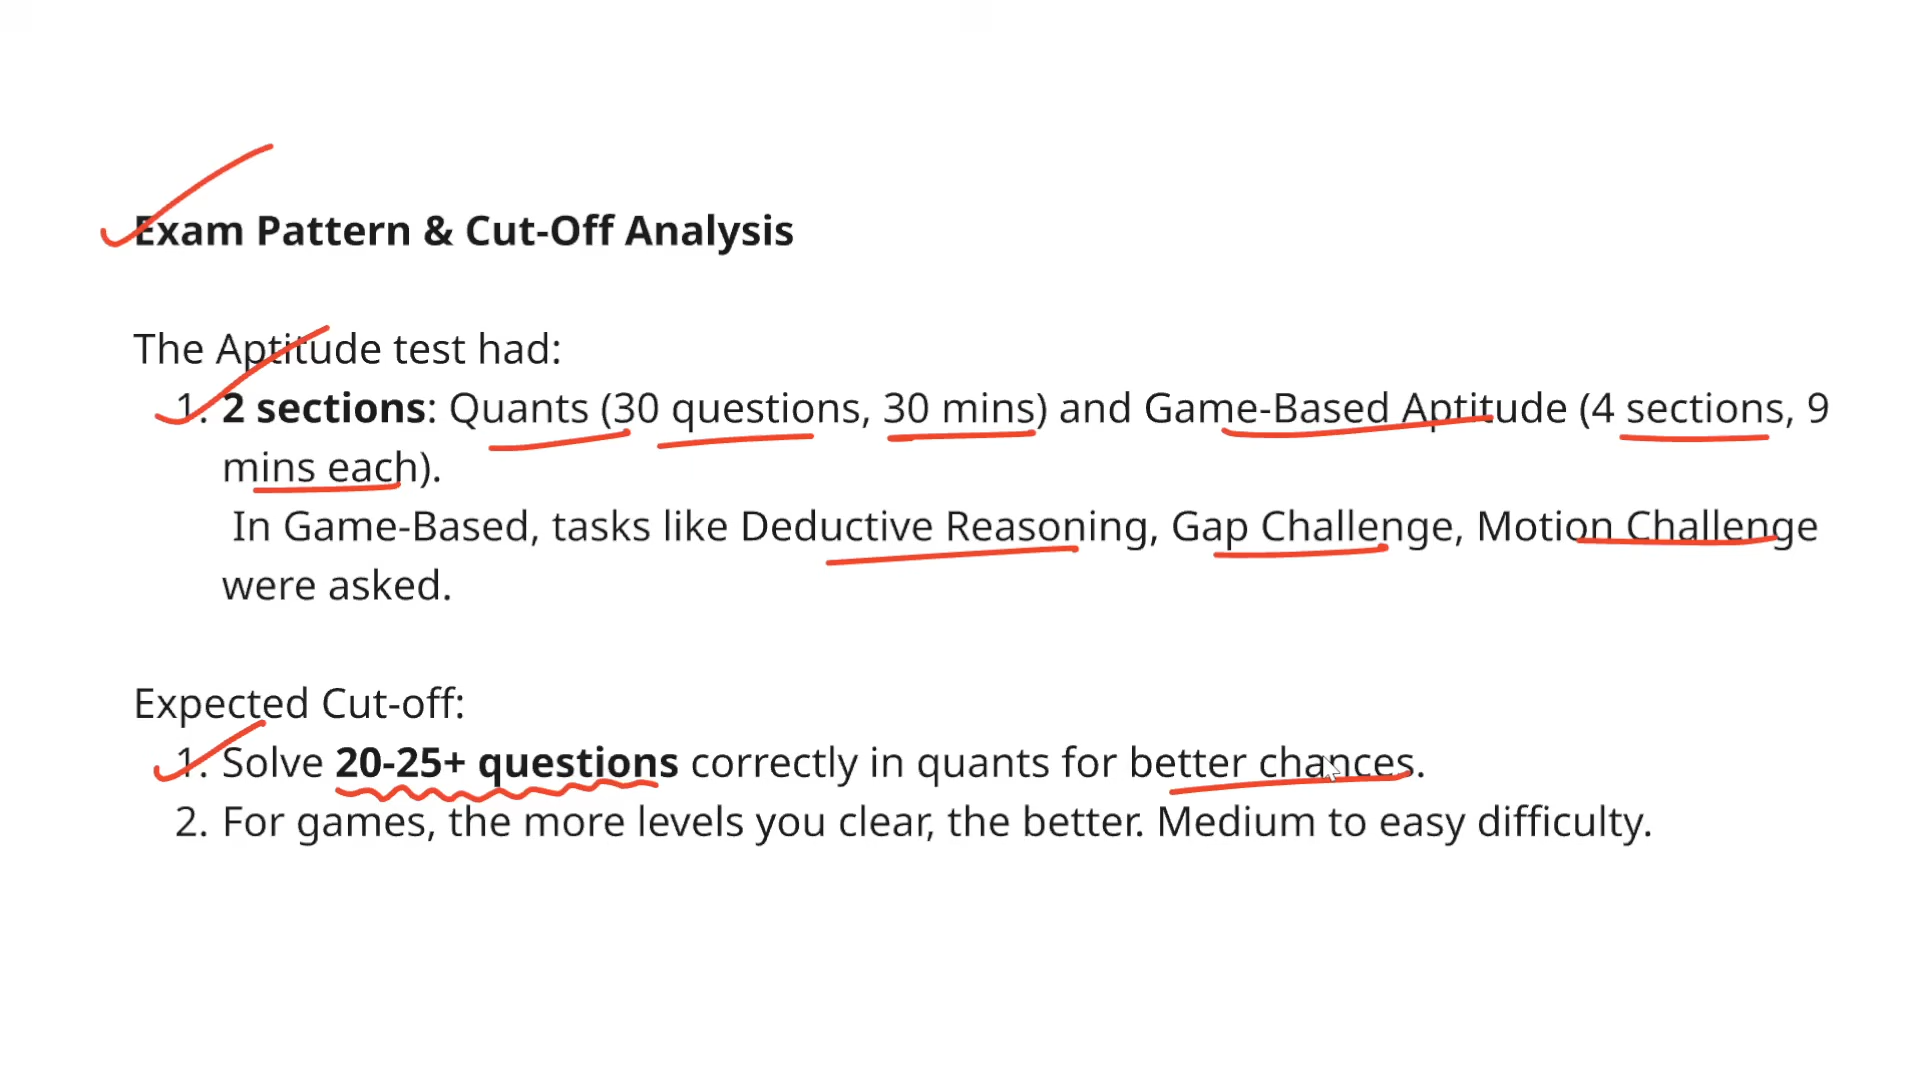 Exam Pattern & Cut-Off Analysis
The Aptitude test had:
1. 2 sections: Quants (30 questions, 30 mins) and Game-Based Aptitude (4 sections, 9
mins each).
In Game-Based, tasks like Deductive Reasoning, Gap Challenge, Motion Challenge
were asked.
Expected Cut-off:
1. Solve 20-25+ questions correctly in quants for better chances.
2. For games, the more levels you clear, the better. Medium to easy difficulty.